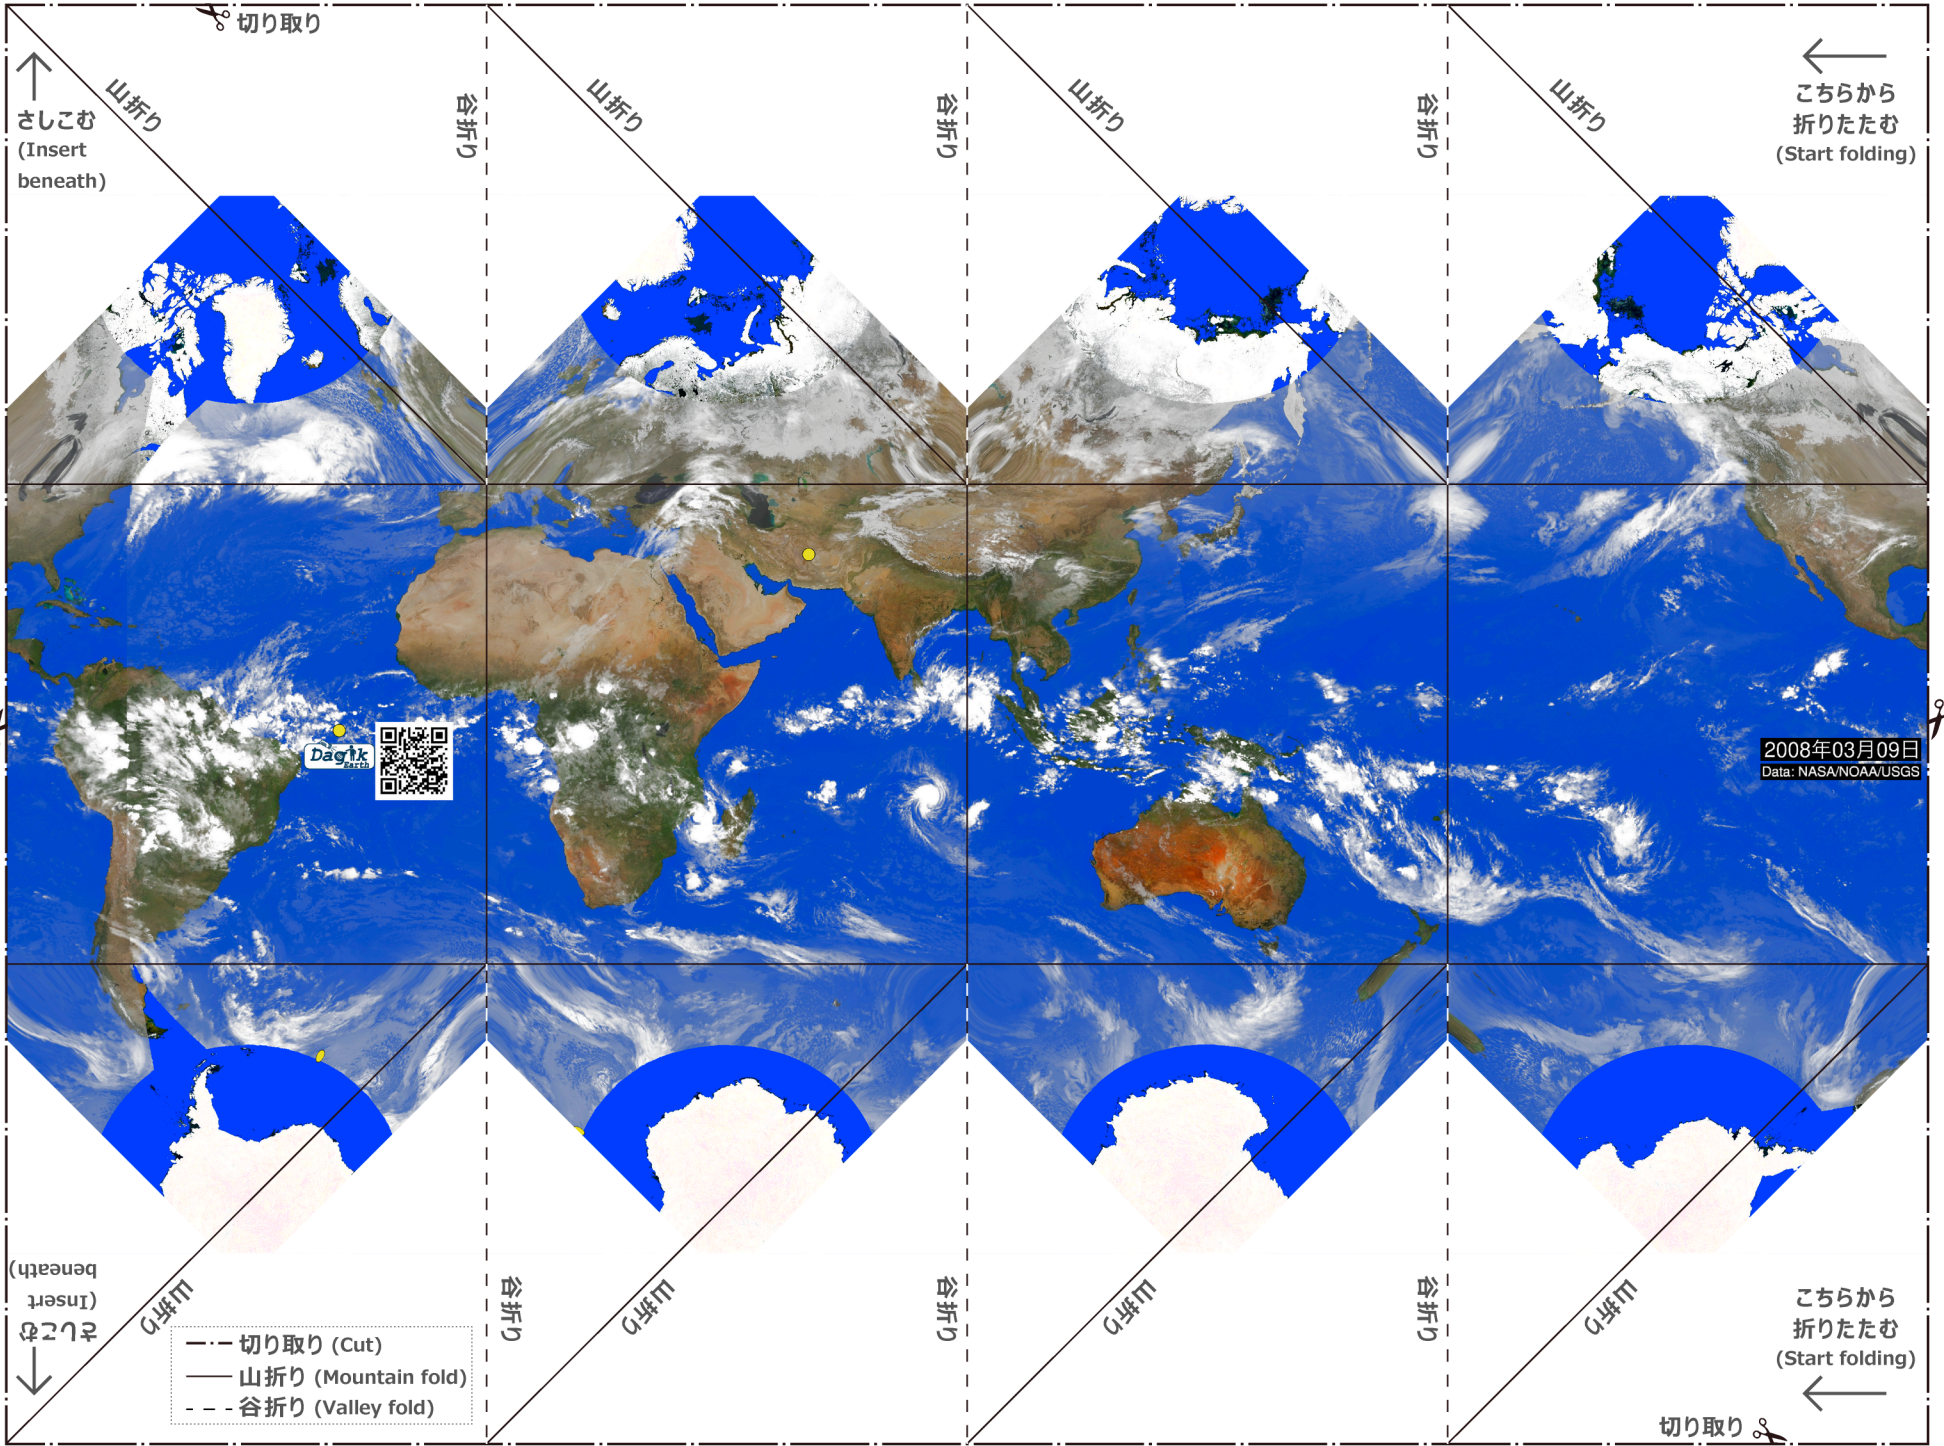 切り取り
山折り
谷折り
山折り
谷折り
山折り
谷折り
山折り
さしこむ
(Insert
beneath)
こちらから
折りたたむ
(Start folding)
Dagik
Earth
2008年03月09日
Data: NASA/NOAA/USGS
さしこむ
(Insert
beneath)
山折り
谷折り
山折り
谷折り
山折り
谷折り
山折り
こちらから
折りたたむ
(Start folding)
切り取り (Cut)
山折り (Mountain fold)
谷折り (Valley fold)
切り取り